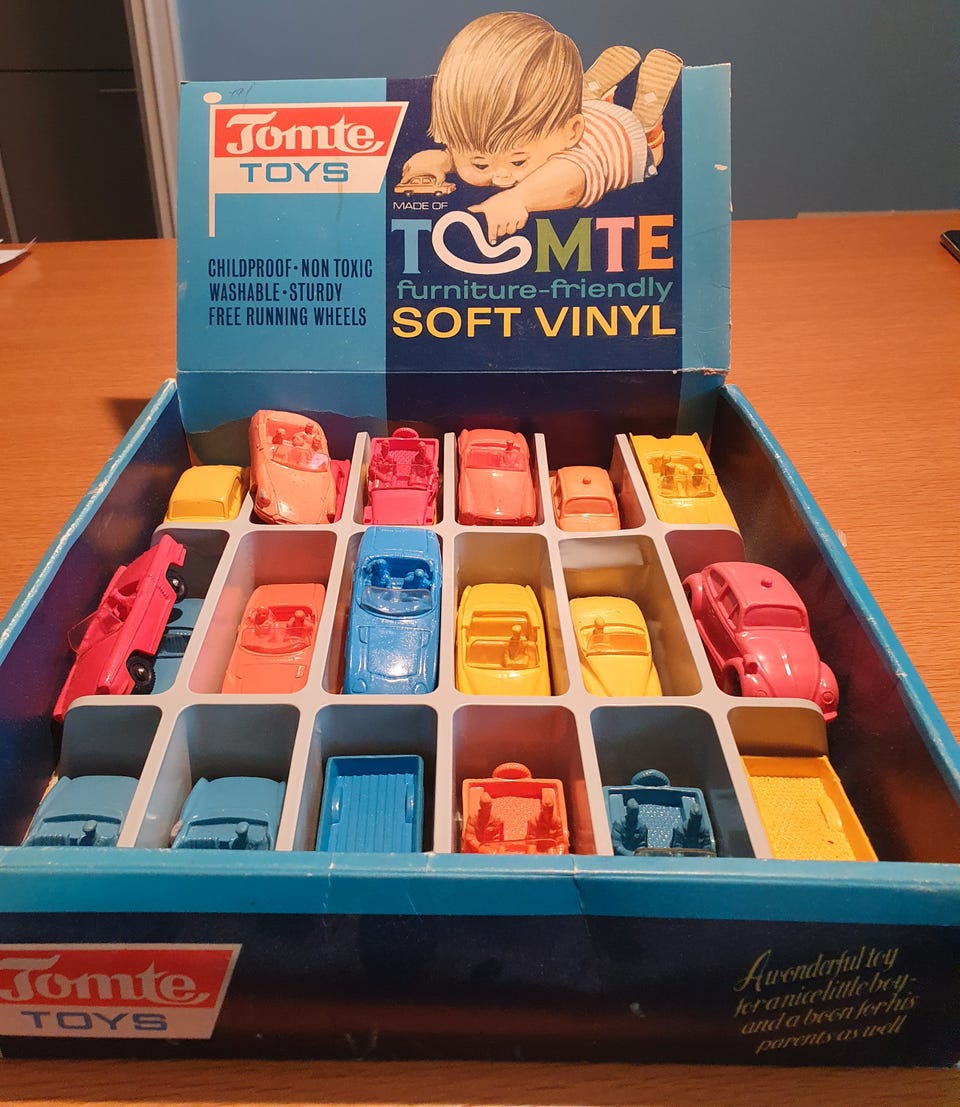 Tomte
TOYS
CHILDPROOF·NON TOXIC
WASHABLE·STURDY
FREE RUNNING WHEELS
MADE OF
TOMTE
furniture-friendly
SOFT VINYL
Tomte
TOYS
A wonderful toy
for a nice little boy-
and a boon for his
parents as well